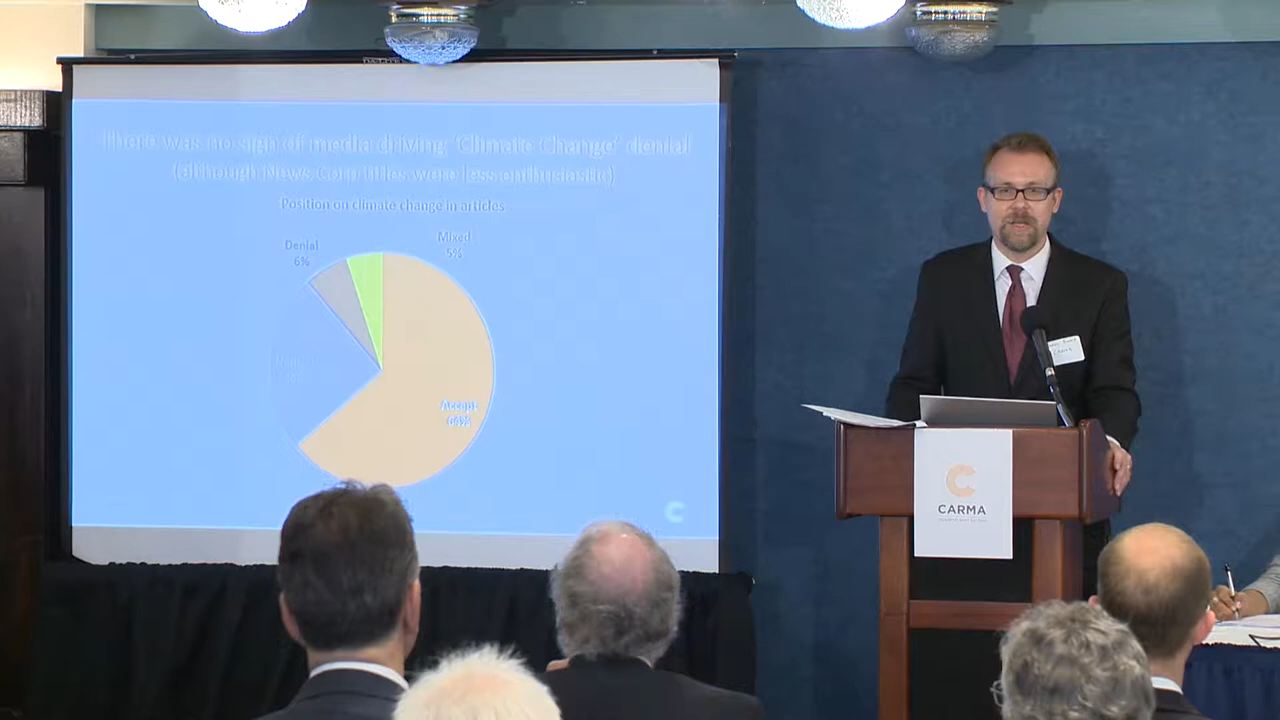 There was no sign of media driving 'Climate Change' denial
(although News Corp titles were less enthusiastic)
Position on climate change in articles
Mixed
5%
Denial
6%
Accept
64%
CARMA